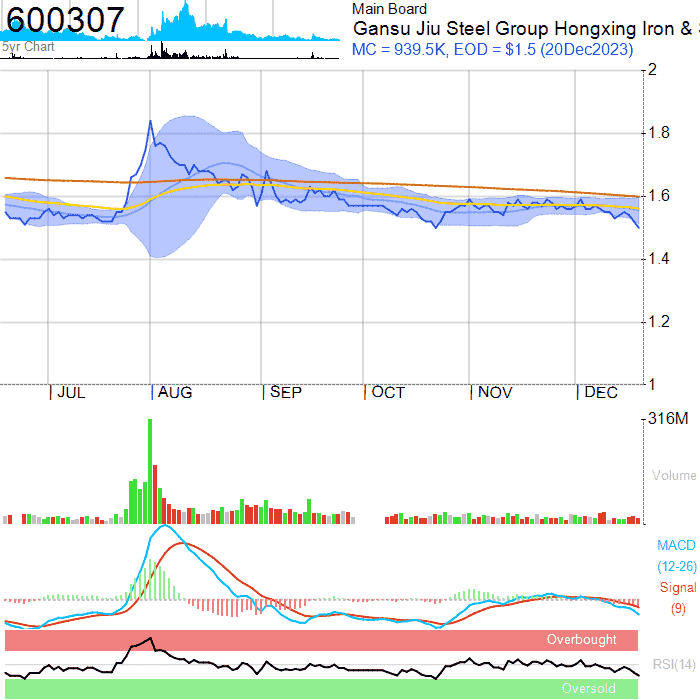 600307
5yr Chart
Main Board
Gansu Jiu Steel Group Hongxing Iron &
MC = 939.5K, EOD = $1.5 (20Dec2023)
2
1.8
1.6
1.4
1.2
1
JUL AUG SEP OCT NOV DEC
316M
Volume
MACD
(12-26)
Signal
(9)
Overbought
RSI(14)
Oversold